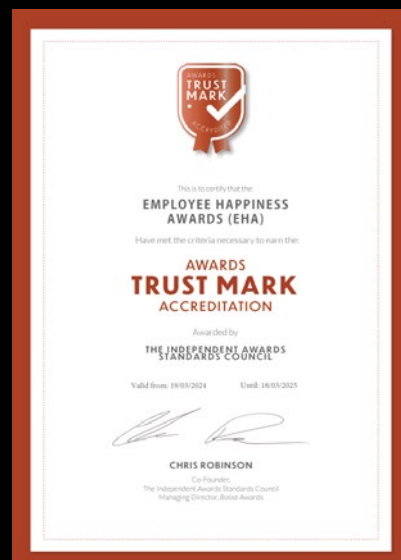 AWARDS
TRUST
MARK
ACCREDITED
This is to certify that the:
EMPLOYEE HAPPINESS
AWARDS (EHA)
Have met the criteria necessary to earn the:
AWARDS
TRUST MARK
ACCREDITATION
Awarded by
THE INDEPENDENT AWARDS
STANDARDS COUNCIL
Valid from: 19/03/2024 Until: 18/03/2025
CHRIS ROBINSON
Co-Founder,
The Independent Awards Standards Council
Managing Director, Boost Awards